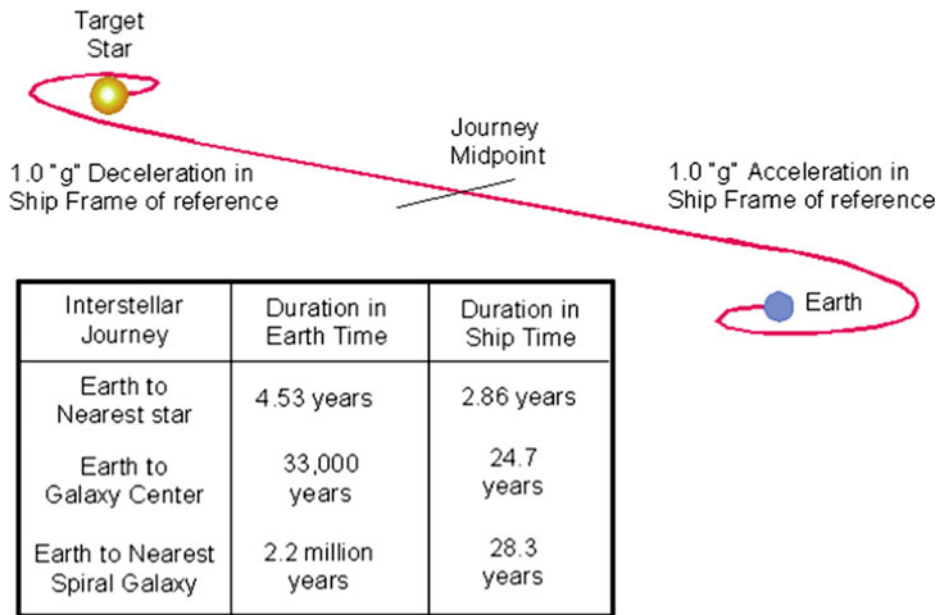 Target
Star
Journey
Midpoint
1.0 "g" Deceleration in
Ship Frame of reference
1.0 "g" Acceleration in
Ship Frame of reference
Earth
Interstellar
Journey
Duration in
Earth Time
Duration in
Ship Time
Earth to
Nearest star
4.53 years
2.86 years
Earth to
Galaxy Center
33,000
years
24.7
years
Earth to Nearest
Spiral Galaxy
2.2 million
years
28.3
years